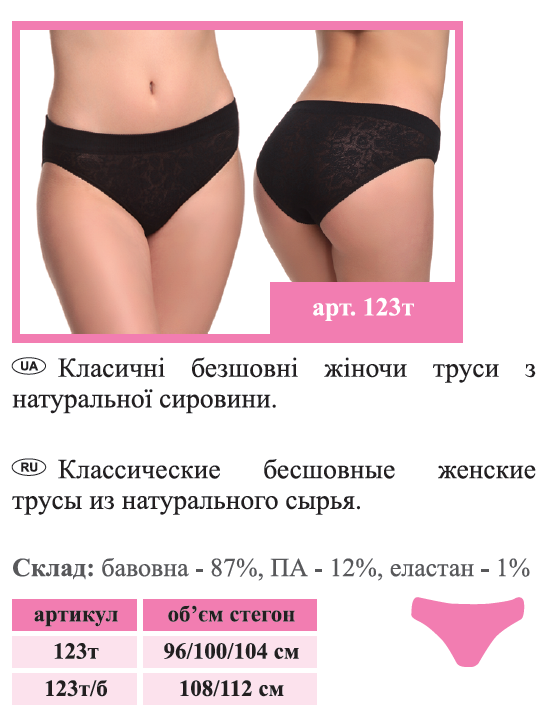 арт. 123т
UA Класичні безшовні жіночи труси з
натуральної сировини.
RU Классические бесшовные женские
трусы из натурального сырья.
Склад: бавовна - 87%, ПА - 12%, еластан - 1%
артикул об’єм стегон
123т 96/100/104 см
123т/б 108/112 см